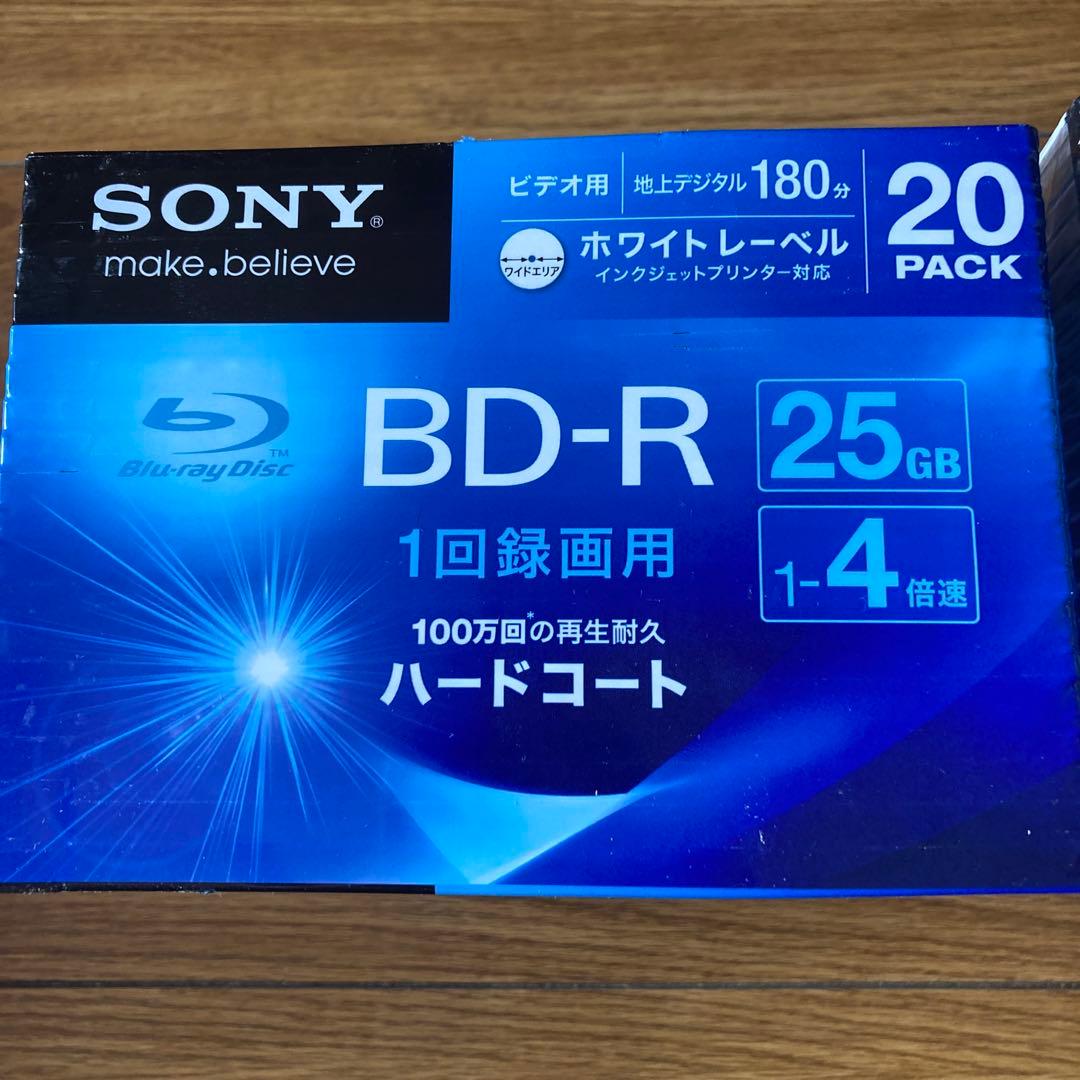 SONY®
make.believe
ビデオ用 地上デジタル 180分
ワイドエリア
ホワイトレーベル
インクジェットプリンター対応
20
PACK
Blu-ray Disc™
BD-R
25GB
1回録画用
1-4倍速
100万回*の再生耐久
ハードコート